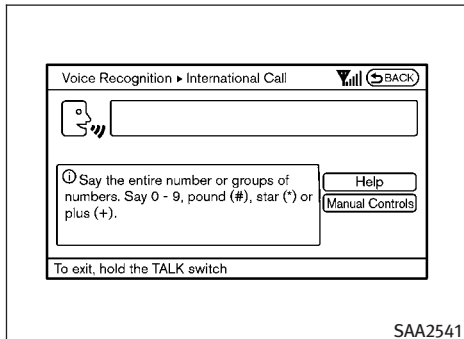 Voice Recognition ▸ International Call BACK
ⓘ Say the entire number or groups of
numbers. Say 0 - 9, pound (#), star (*) or
plus (+).
Help
Manual Controls
To exit, hold the TALK switch
SAA2541